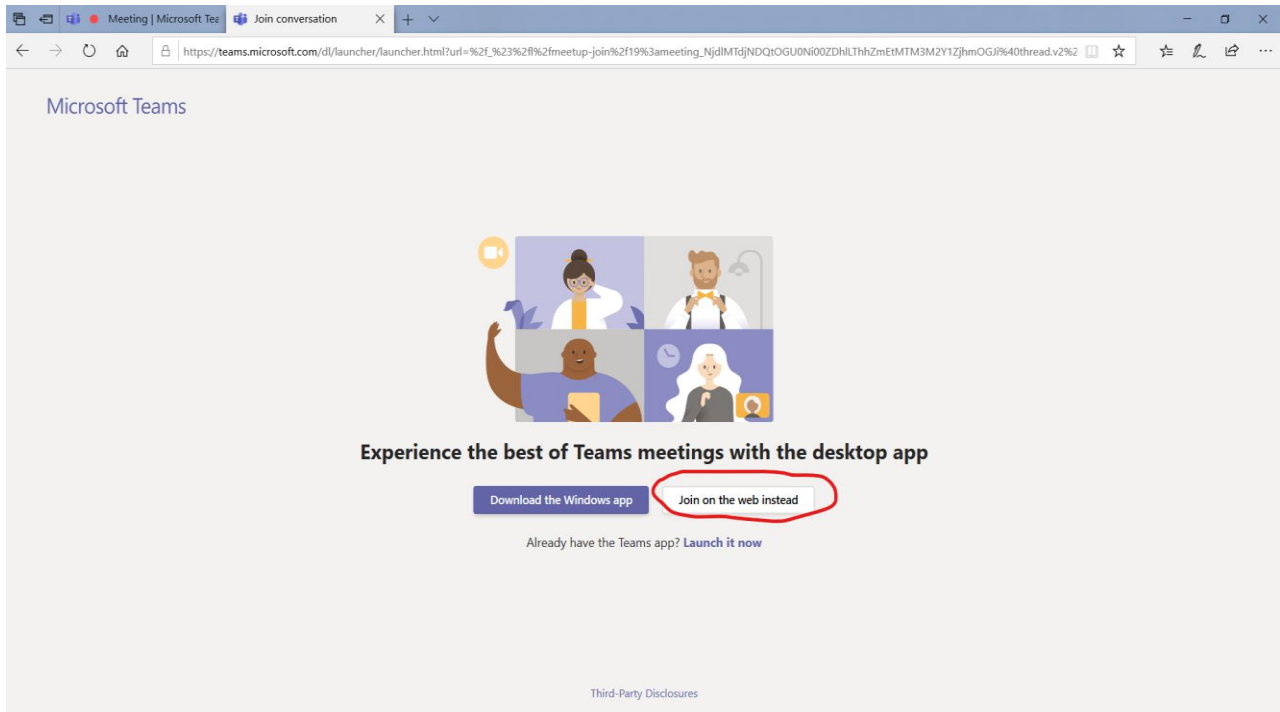 Meeting | Microsoft Tea
Join conversation
https://teams.microsoft.com/dl/launcher/launcher.html?url=%2f_%23%2fl%2fmeetup-join%2f19%3ameeting_NjdlMTdjNDQtOGU0Ni00ZDhlLThhZmEtMTM3M2Y1ZjhmOGJi%40thread.v2%2
Microsoft Teams
Experience the best of Teams meetings with the desktop app
Download the Windows app
Join on the web instead
Already have the Teams app? Launch it now
Third-Party Disclosures